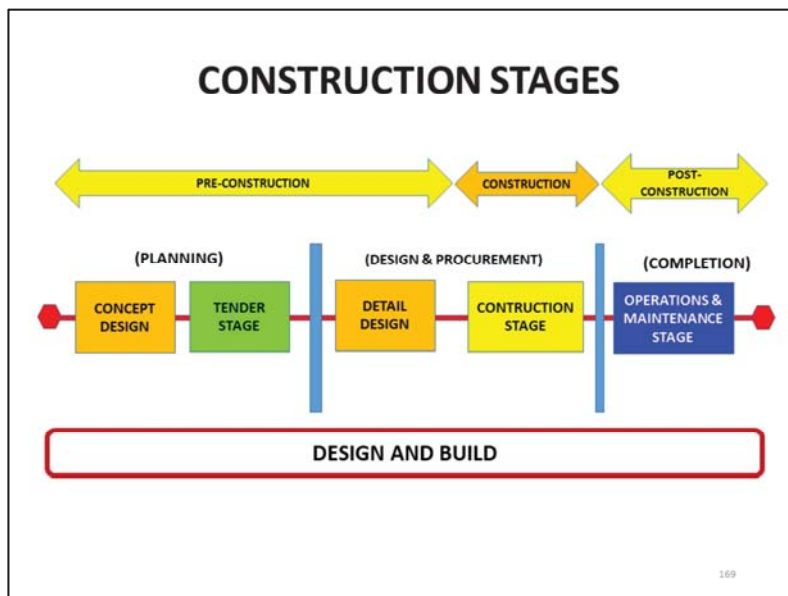 CONSTRUCTION STAGES
PRE-CONSTRUCTION
CONSTRUCTION
POST-
CONSTRUCTION
(PLANNING)
(DESIGN & PROCUREMENT)
(COMPLETION)
CONCEPT
DESIGN
TENDER
STAGE
DETAIL
DESIGN
CONTRUCTION
STAGE
OPERATIONS &
MAINTENANCE
STAGE
DESIGN AND BUILD
169